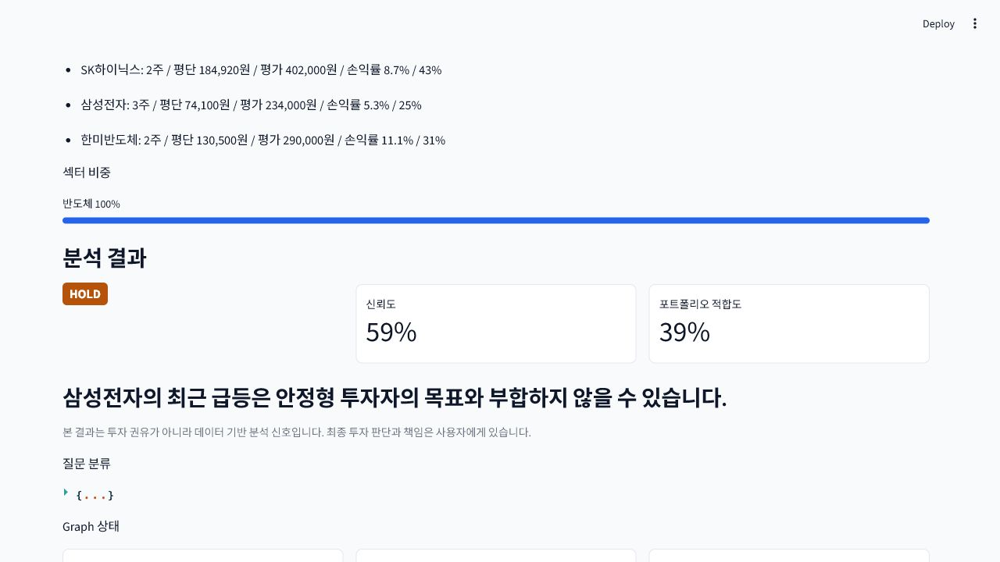 Deploy
SK하이닉스: 2주 / 평단 184,920원 / 평가 402,000원 / 손익률 8.7% / 43%
삼성전자: 3주 / 평단 74,100원 / 평가 234,000원 / 손익률 5.3% / 25%
한미반도체: 2주 / 평단 130,500원 / 평가 290,000원 / 손익률 11.1% / 31%
섹터 비중
반도체 100%
분석 결과
HOLD
신뢰도
59%
포트폴리오 적합도
39%
삼성전자의 최근 급등은 안정형 투자자의 목표와 부합하지 않을 수 있습니다.
본 결과는 투자 권유가 아니라 데이터 기반 분석 신호입니다. 최종 투자 판단과 책임은 사용자에게 있습니다.
질문 분류
{...}
Graph 상태